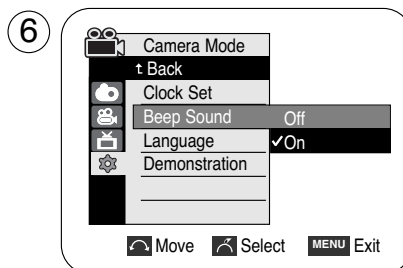 6
Camera Mode
Back
Clock Set
Beep Sound Off
Language ✓On
Demonstration
Move Select MENU Exit